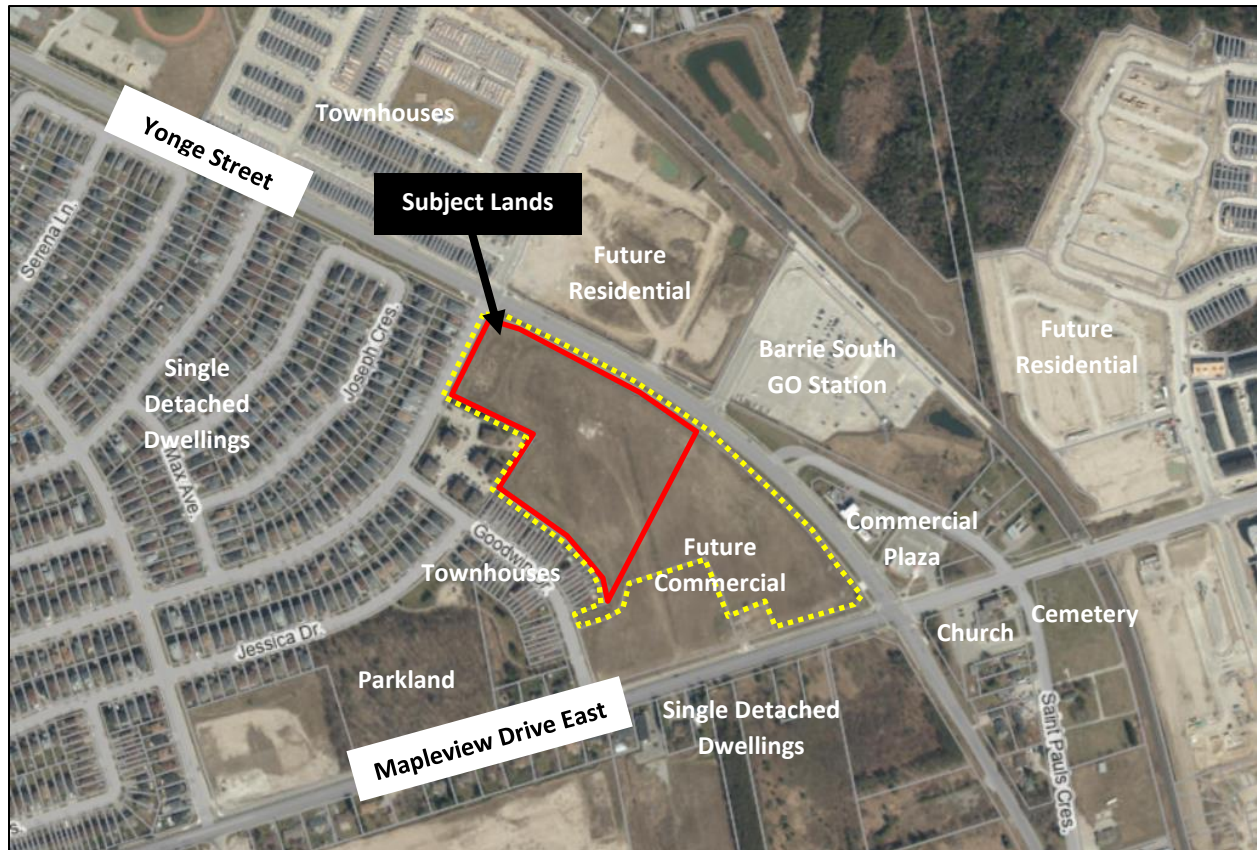 Townhouses
Yonge Street
Subject Lands
Serena Ln.
Future
Residential
Joseph Cres.
Barrie South
GO Station
Future
Residential
Single
Detached
Dwellings
Max Ave.
Commercial
Plaza
Future
Commercial
Townhouses
Cemetery
Church
Jessica Dr.
Parkland
Single Detached
Dwellings
Mapleview Drive East
Saint Pauls Cres.
s.